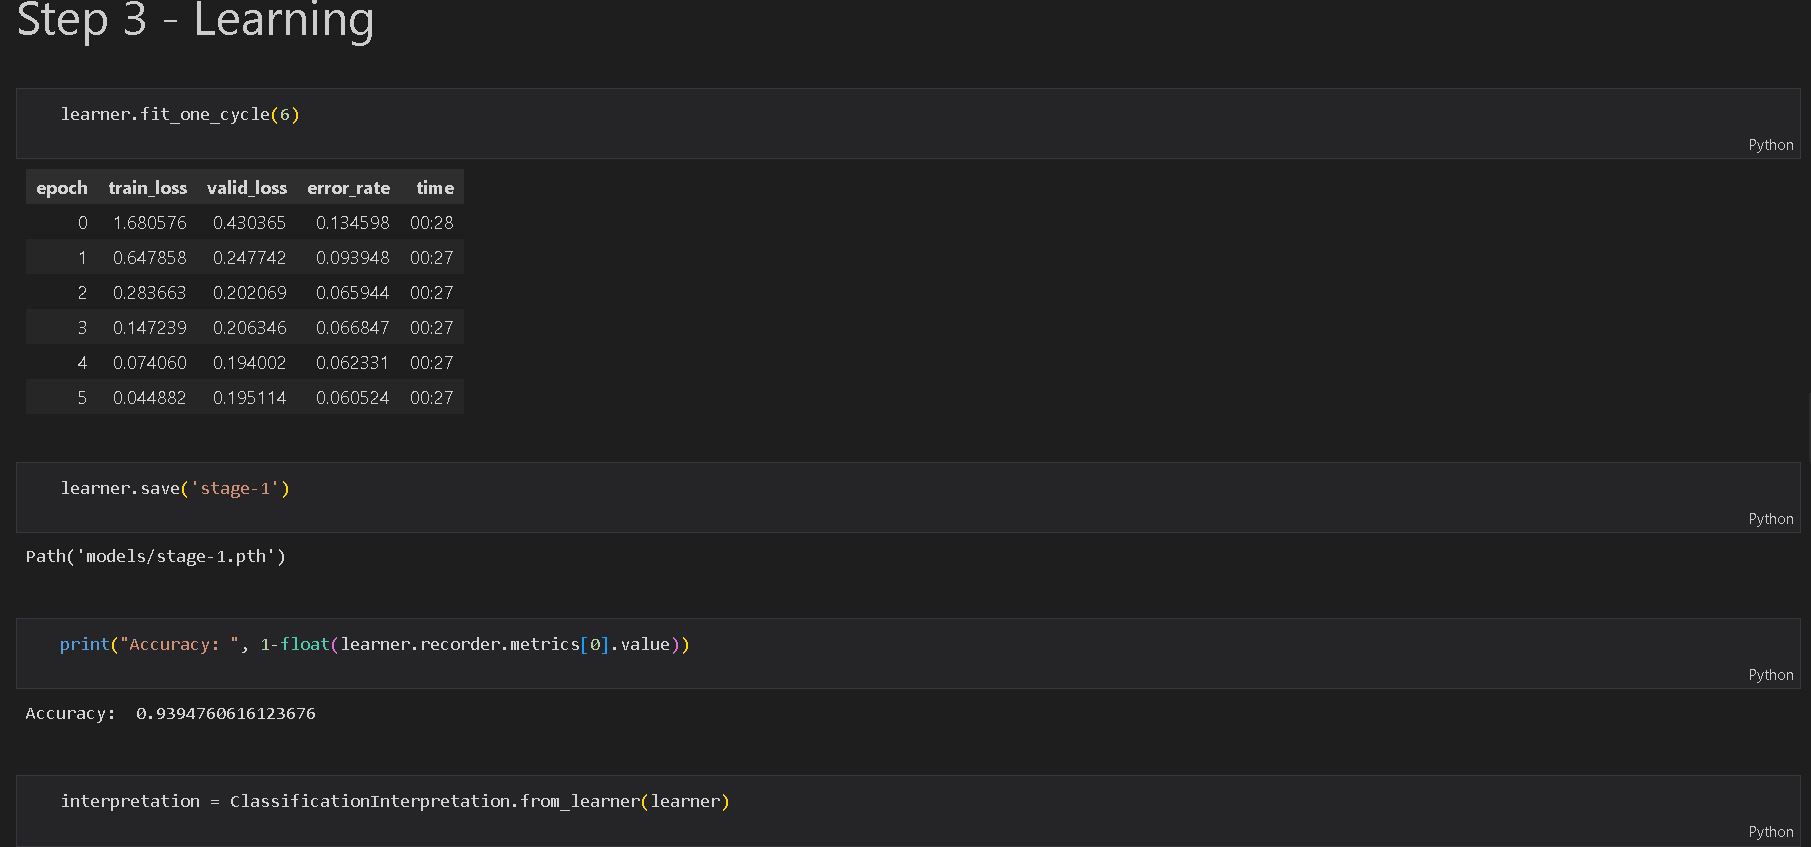 Step 3 - Learning
learner.fit_one_cycle(6)
Python
epoch train_loss valid_loss error_rate time
0 1.680576 0.430365 0.134598 00:28
1 0.647858 0.247742 0.093948 00:27
2 0.283663 0.202069 0.065944 00:27
3 0.147239 0.206346 0.066847 00:27
4 0.074060 0.194002 0.062331 00:27
5 0.044882 0.195114 0.060524 00:27
learner.save('stage-1')
Python
Path('models/stage-1.pth')
print("Accuracy: ", 1-float(learner.recorder.metrics[0].value))
Python
Accuracy:  0.9394760616123676
interpretation = ClassificationInterpretation.from_learner(learner)
Python